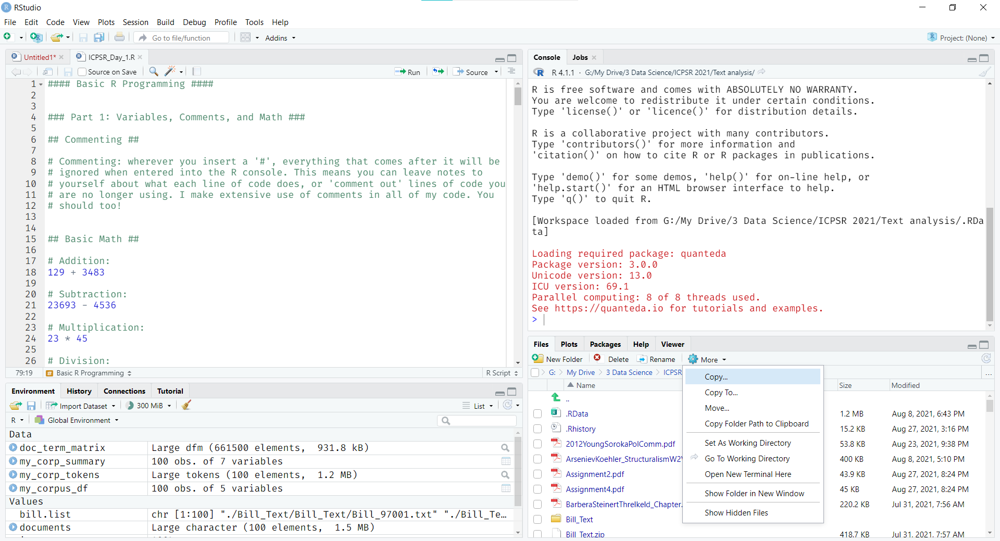 RStudio
File Edit Code View Plots Session Build Debug Profile Tools Help
Go to file/function Addins Project: (None)
Untitled1* ICPSR_Day_1.R
Source on Save Run Source
1 #### Basic R Programming ####
2
3
4 ### Part 1: Variables, Comments, and Math ###
5
6 ## Commenting ##
7
8 # Commenting: wherever you insert a '#', everything that comes after it will be
9 # ignored when entered into the R console. This means you can leave notes to
10 # yourself about what each line of code does, or 'comment out' lines of code you
11 # are no longer using. I make extensive use of comments in all of my code. You
12 # should too!
13
14
15 ## Basic Math ##
16
17 # Addition:
18 129 + 3483
19
20 # Subtraction:
21 23693 - 4536
22
23 # Multiplication:
24 23 * 45
25
26 # Division:
79:19 Basic R Programming R Script
Environment History Connections Tutorial
Import Dataset 300 MiB List
R Global Environment
Data
doc_term_matrix Large dfm (661500 elements, 931.8 kB)
my_corp_summary 100 obs. of 7 variables
my_corp_tokens Large tokens (100 elements, 1.2 MB)
my_corpus_df 100 obs. of 5 variables
Values
bill.list chr [1:100] "./Bill_Text/Bill_Text/Bill_97001.txt" "./Bill_Te…
documents Large character (100 elements, 1.5 MB)
Console Jobs
R 4.1.1 · G:/My Drive/3 Data Science/ICPSR 2021/Text analysis/
R is free software and comes with ABSOLUTELY NO WARRANTY.
You are welcome to redistribute it under certain conditions.
Type 'license()' or 'licence()' for distribution details.
R is a collaborative project with many contributors.
Type 'contributors()' for more information and
'citation()' on how to cite R or R packages in publications.
Type 'demo()' for some demos, 'help()' for on-line help, or
'help.start()' for an HTML browser interface to help.
Type 'q()' to quit R.
[Workspace loaded from G:/My Drive/3 Data Science/ICPSR 2021/Text analysis/.RDa
ta]
Loading required package: quanteda
Package version: 3.0.0
Unicode version: 13.0
ICU version: 69.1
Parallel computing: 8 of 8 threads used.
See https://quanteda.io for tutorials and examples.
>
Files Plots Packages Help Viewer
New Folder Delete Rename More
G: My Drive 3 Data Science ICPSR ...
Name Size Modified
..
.RData 1.2 MB Aug 8, 2021, 6:43 PM
.Rhistory 15.2 KB Aug 27, 2021, 3:16 PM
2012YoungSorokaPolComm.pdf 53.8 KB Aug 23, 2021, 9:38 PM
ArsenievKoehler_StructuralismW2 400 KB Aug 8, 2021, 5:10 PM
Assignment2.pdf 43.9 KB Aug 27, 2021, 8:24 PM
Assignment4.pdf 45 KB Aug 27, 2021, 8:24 PM
BarberaSteinertThrelkeld_Chapter. 220.2 KB Jul 31, 2021, 7:56 AM
Bill_Text
Bill_Text.zip 418.7 KB Jul 31, 2021, 7:57 AM
Copy...
Copy To...
Move...
Copy Folder Path to Clipboard
Set As Working Directory
Go To Working Directory
Open New Terminal Here
Show Folder in New Window
Show Hidden Files